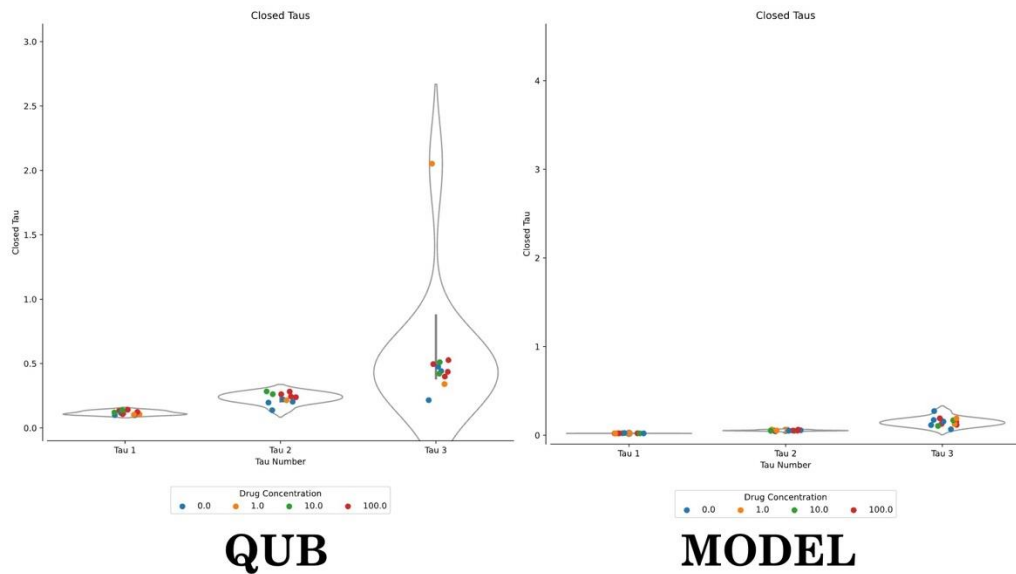 Closed Taus
3.0
2.5
2.0
1.5
1.0
0.5
0.0
Closed Tau
Tau 1
Tau 2
Tau 3
Tau Number
Drug Concentration
0.0 1.0 10.0 100.0
QUB
Closed Taus
4
3
2
1
0
Closed Tau
Tau 1
Tau 2
Tau 3
Tau Number
Drug Concentration
0.0 1.0 10.0 100.0
MODEL